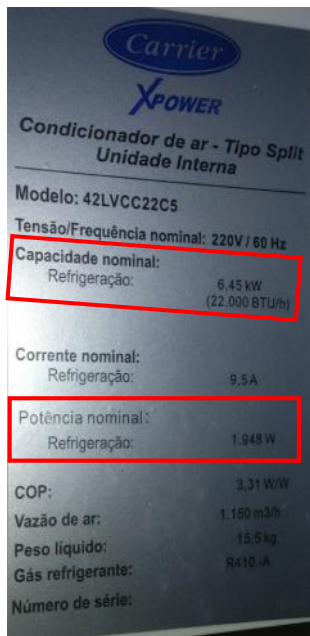 Carrier
XPOWER
Condicionador de ar - Tipo Split
Unidade Interna
Modelo: 42LVCC22C5
Tensão/Frequência nominal: 220V / 60 Hz
Capacidade nominal:
Refrigeração: 6,45 kW
(22.000 BTU/h)
Corrente nominal:
Refrigeração: 9,5 A
Potência nominal:
Refrigeração: 1.948 W
COP: 3,31 W/W
Vazão de ar: 1.150 m3/h
Peso líquido: 15,5 kg
Gás refrigerante: R410 -A
Número de série: